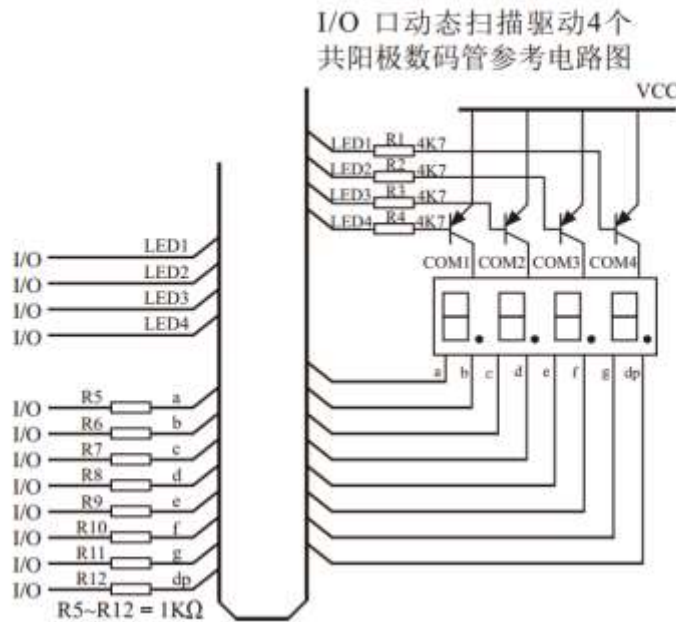 I/O 口动态扫描驱动4个
共阳极数码管参考电路图
VCC
LED1 R1 4K7
LED2 R2 4K7
LED3 R3 4K7
LED4 R4 4K7
COM1 COM2 COM3 COM4
I/O LED1
I/O LED2
I/O LED3
I/O LED4
a b c d e f g dp
I/O R5 a
I/O R6 b
I/O R7 c
I/O R8 d
I/O R9 e
I/O R10 f
I/O R11 g
I/O R12 dp
R5~R12 = 1KΩ